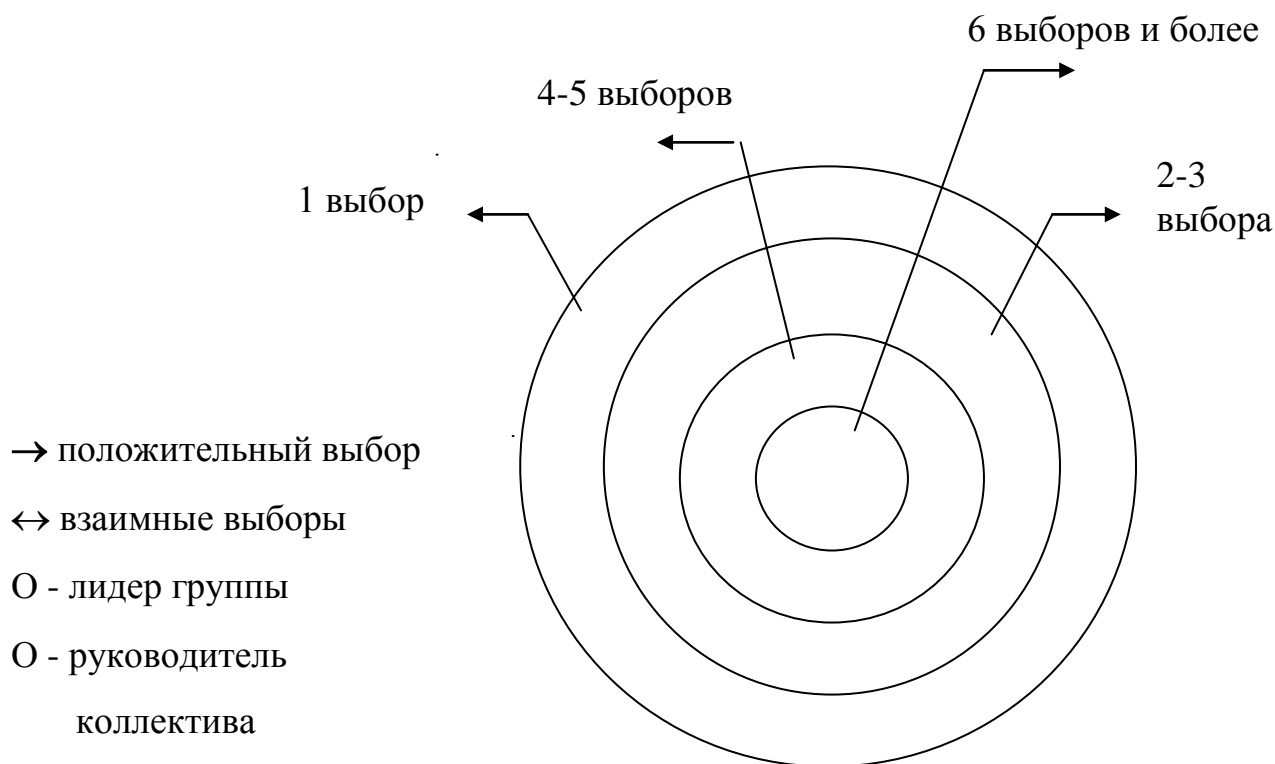 6 выборов и более
4-5 выборов
1 выбор
2-3
выбора
→ положительный выбор
↔ взаимные выборы
О - лидер группы
О - руководитель
коллектива